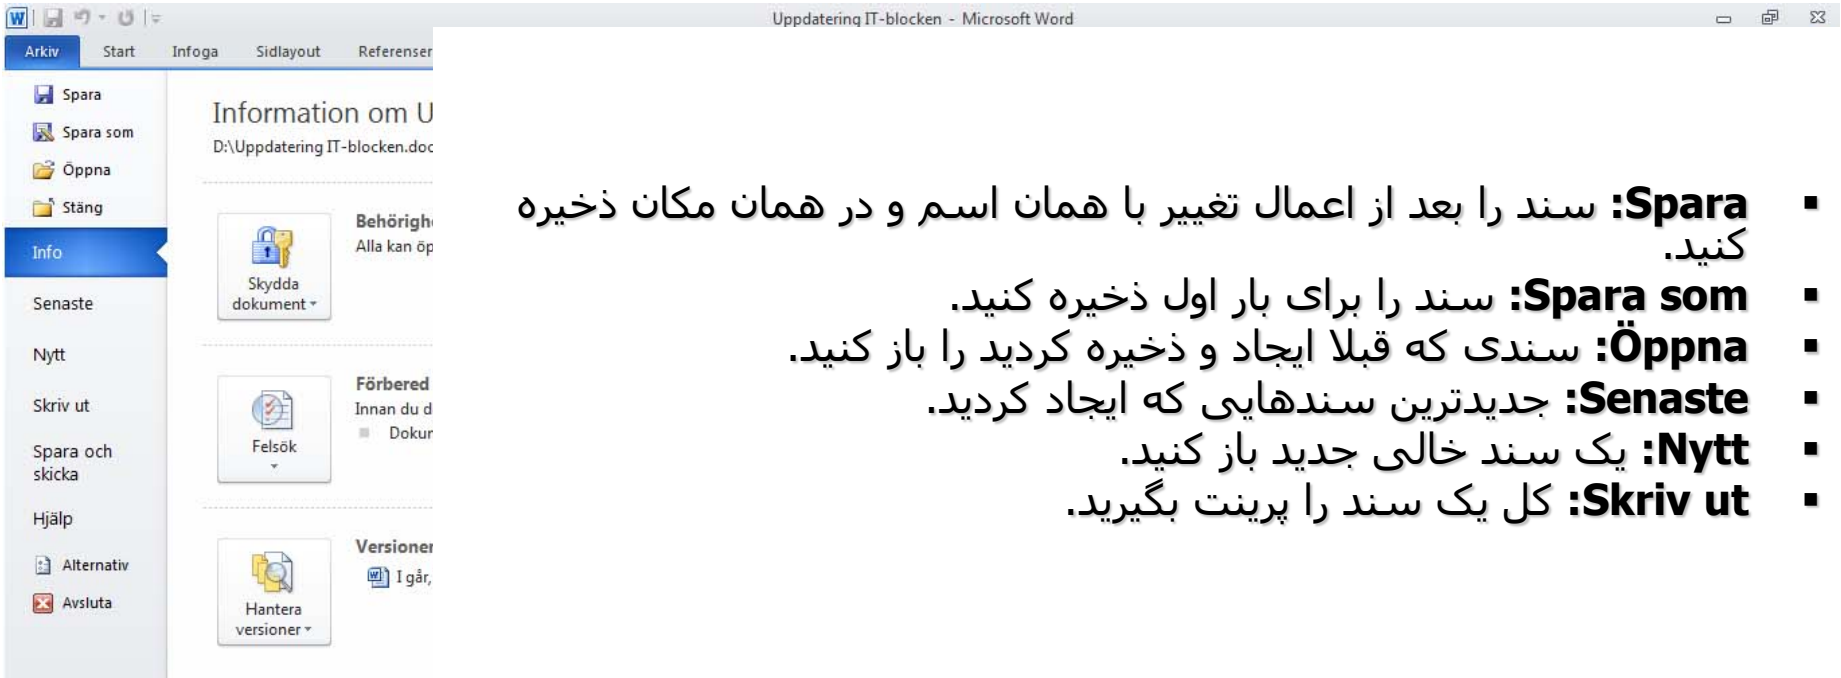 Uppdatering IT-blocken - Microsoft Word
Arkiv Start Infoga Sidlayout Referenser
Spara
Spara som
Öppna
Stäng
Info
Senaste
Nytt
Skriv ut
Spara och
skicka
Hjälp
Alternativ
Avsluta
Information om U
D:\Uppdatering IT-blocken.doc
Skydda
dokument
Behörighe
Alla kan öp
Felsök
Förbered
Innan du d
Dokur
Hantera
versioner
Versioner
I går,
▪ Spara: سند را بعد از اعمال تغییر با همان اسم و در همان مکان ذخیره
کنید.
▪ Spara som: سند را برای بار اول ذخیره کنید.
▪ Öppna: سندی که قبلا ایجاد و ذخیره کردید را باز کنید.
▪ Senaste: جدیدترین سندهایی که ایجاد کردید.
▪ Nytt: یک سند خالی جدید باز کنید.
▪ Skriv ut: کل یک سند را پرینت بگیرید.